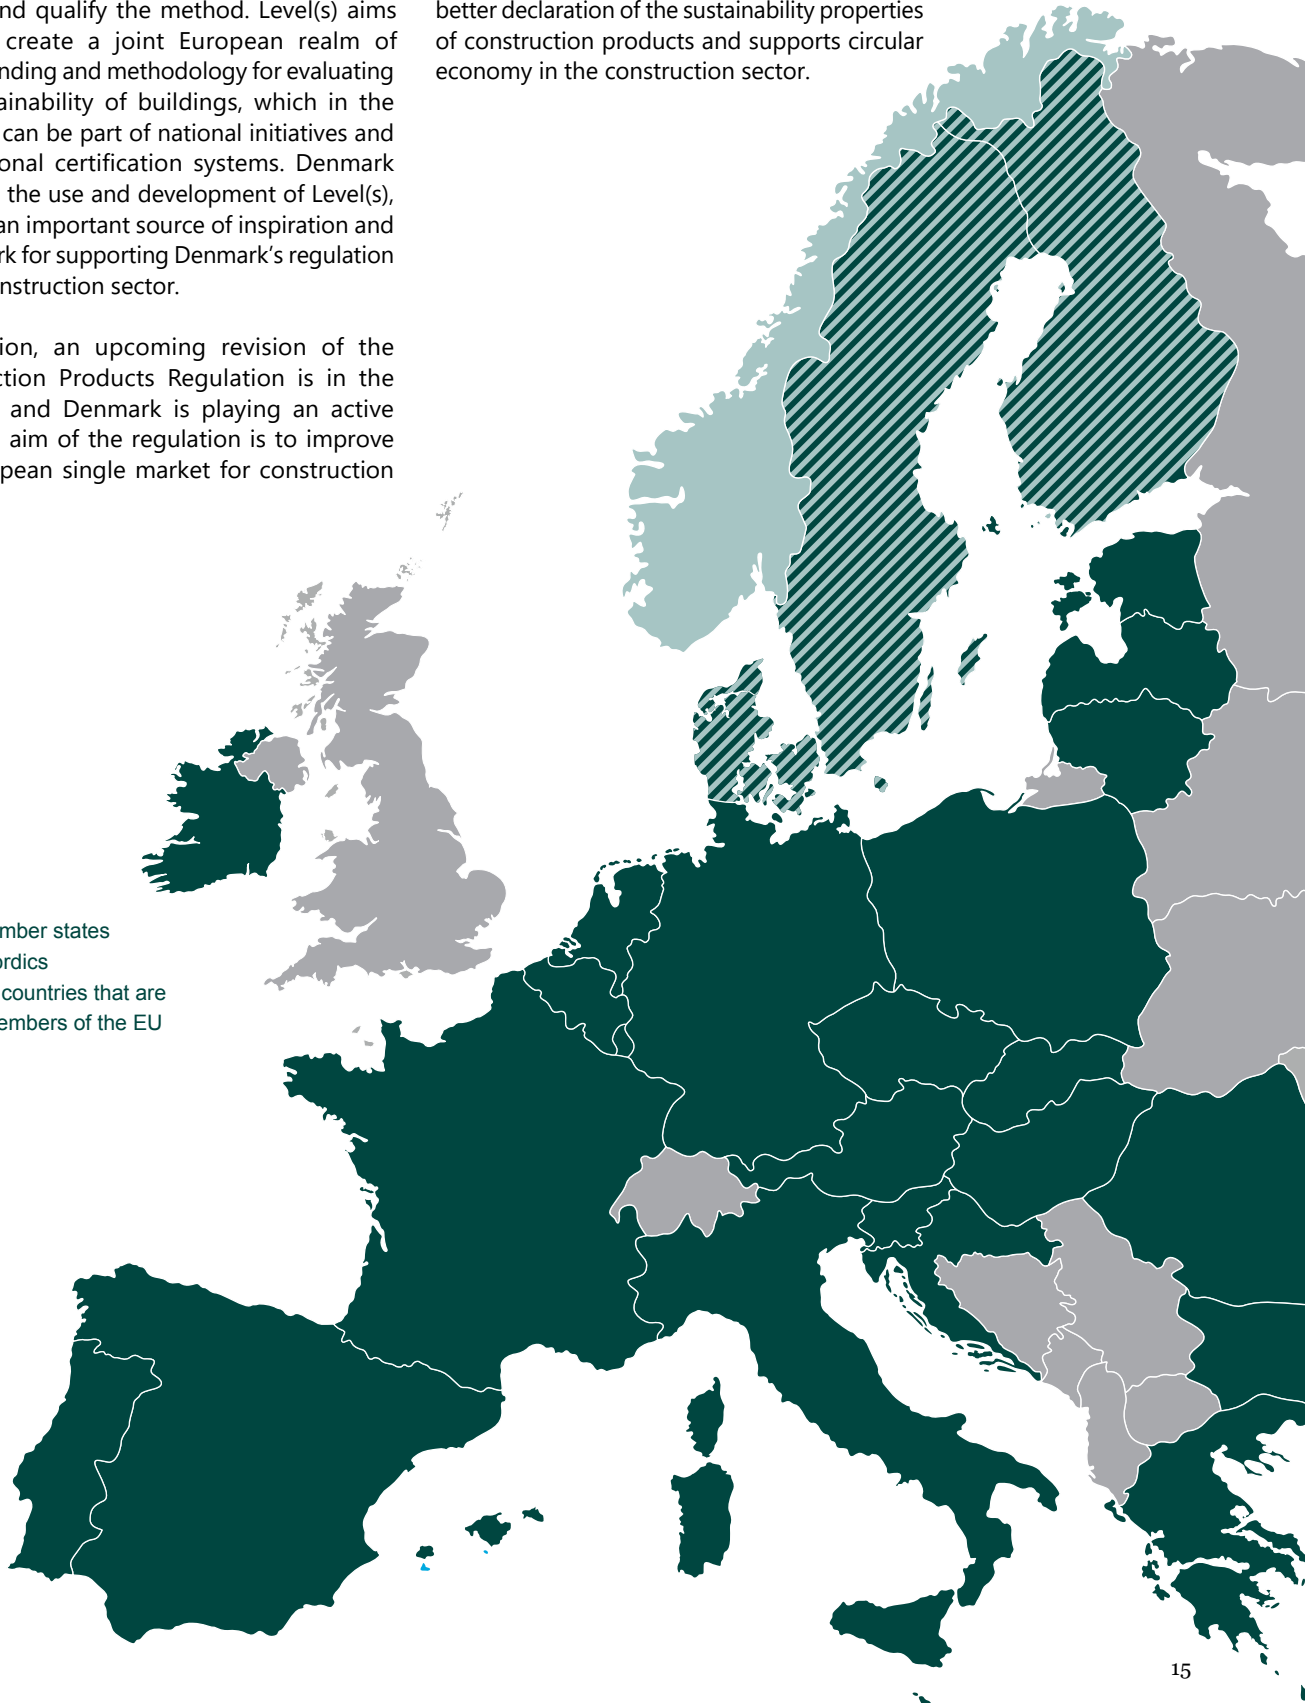 nd qualify the method. Level(s) aims
create a joint European realm of
nding and methodology for evaluating
ainability of buildings, which in the
can be part of national initiatives and
onal certification systems. Denmark
the use and development of Level(s),
an important source of inspiration and
rk for supporting Denmark's regulation
nstruction sector.
ion, an upcoming revision of the
ction Products Regulation is in the
and Denmark is playing an active
aim of the regulation is to improve
pean single market for construction
better declaration of the sustainability properties
of construction products and supports circular
economy in the construction sector.
mber states
ordics
countries that are
embers of the EU
15